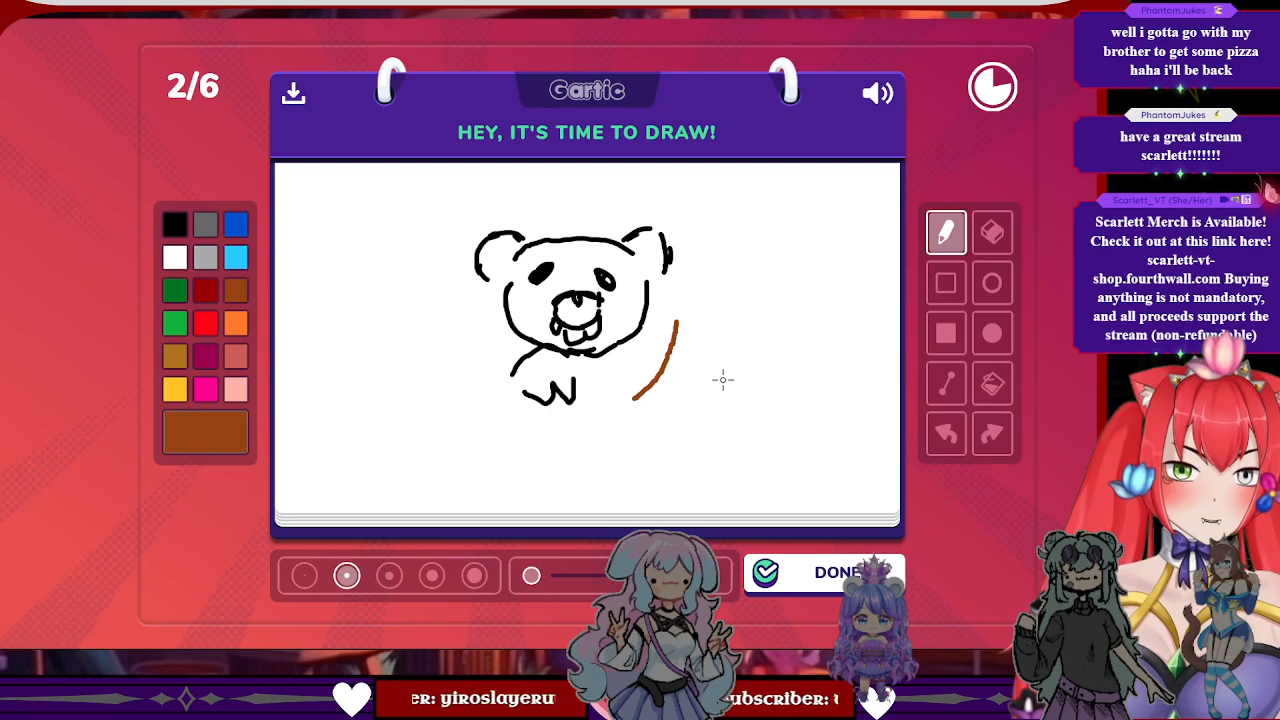 2/6
Gartic
HEY, IT'S TIME TO DRAW!
DONE
PhantomJukes
well i gotta go with my
brother to get some pizza
haha i'll be back
PhantomJukes
have a great stream
scarlett!!!!!!!
Scarlett_VT (She/Her)
Scarlett Merch is Available!
Check it out at this link here!
scarlett-vt-
shop.fourthwall.com Buying
anything is not mandatory,
and all proceeds support the
stream (non-refundable)
er: yiroslayeru
ubscriber: